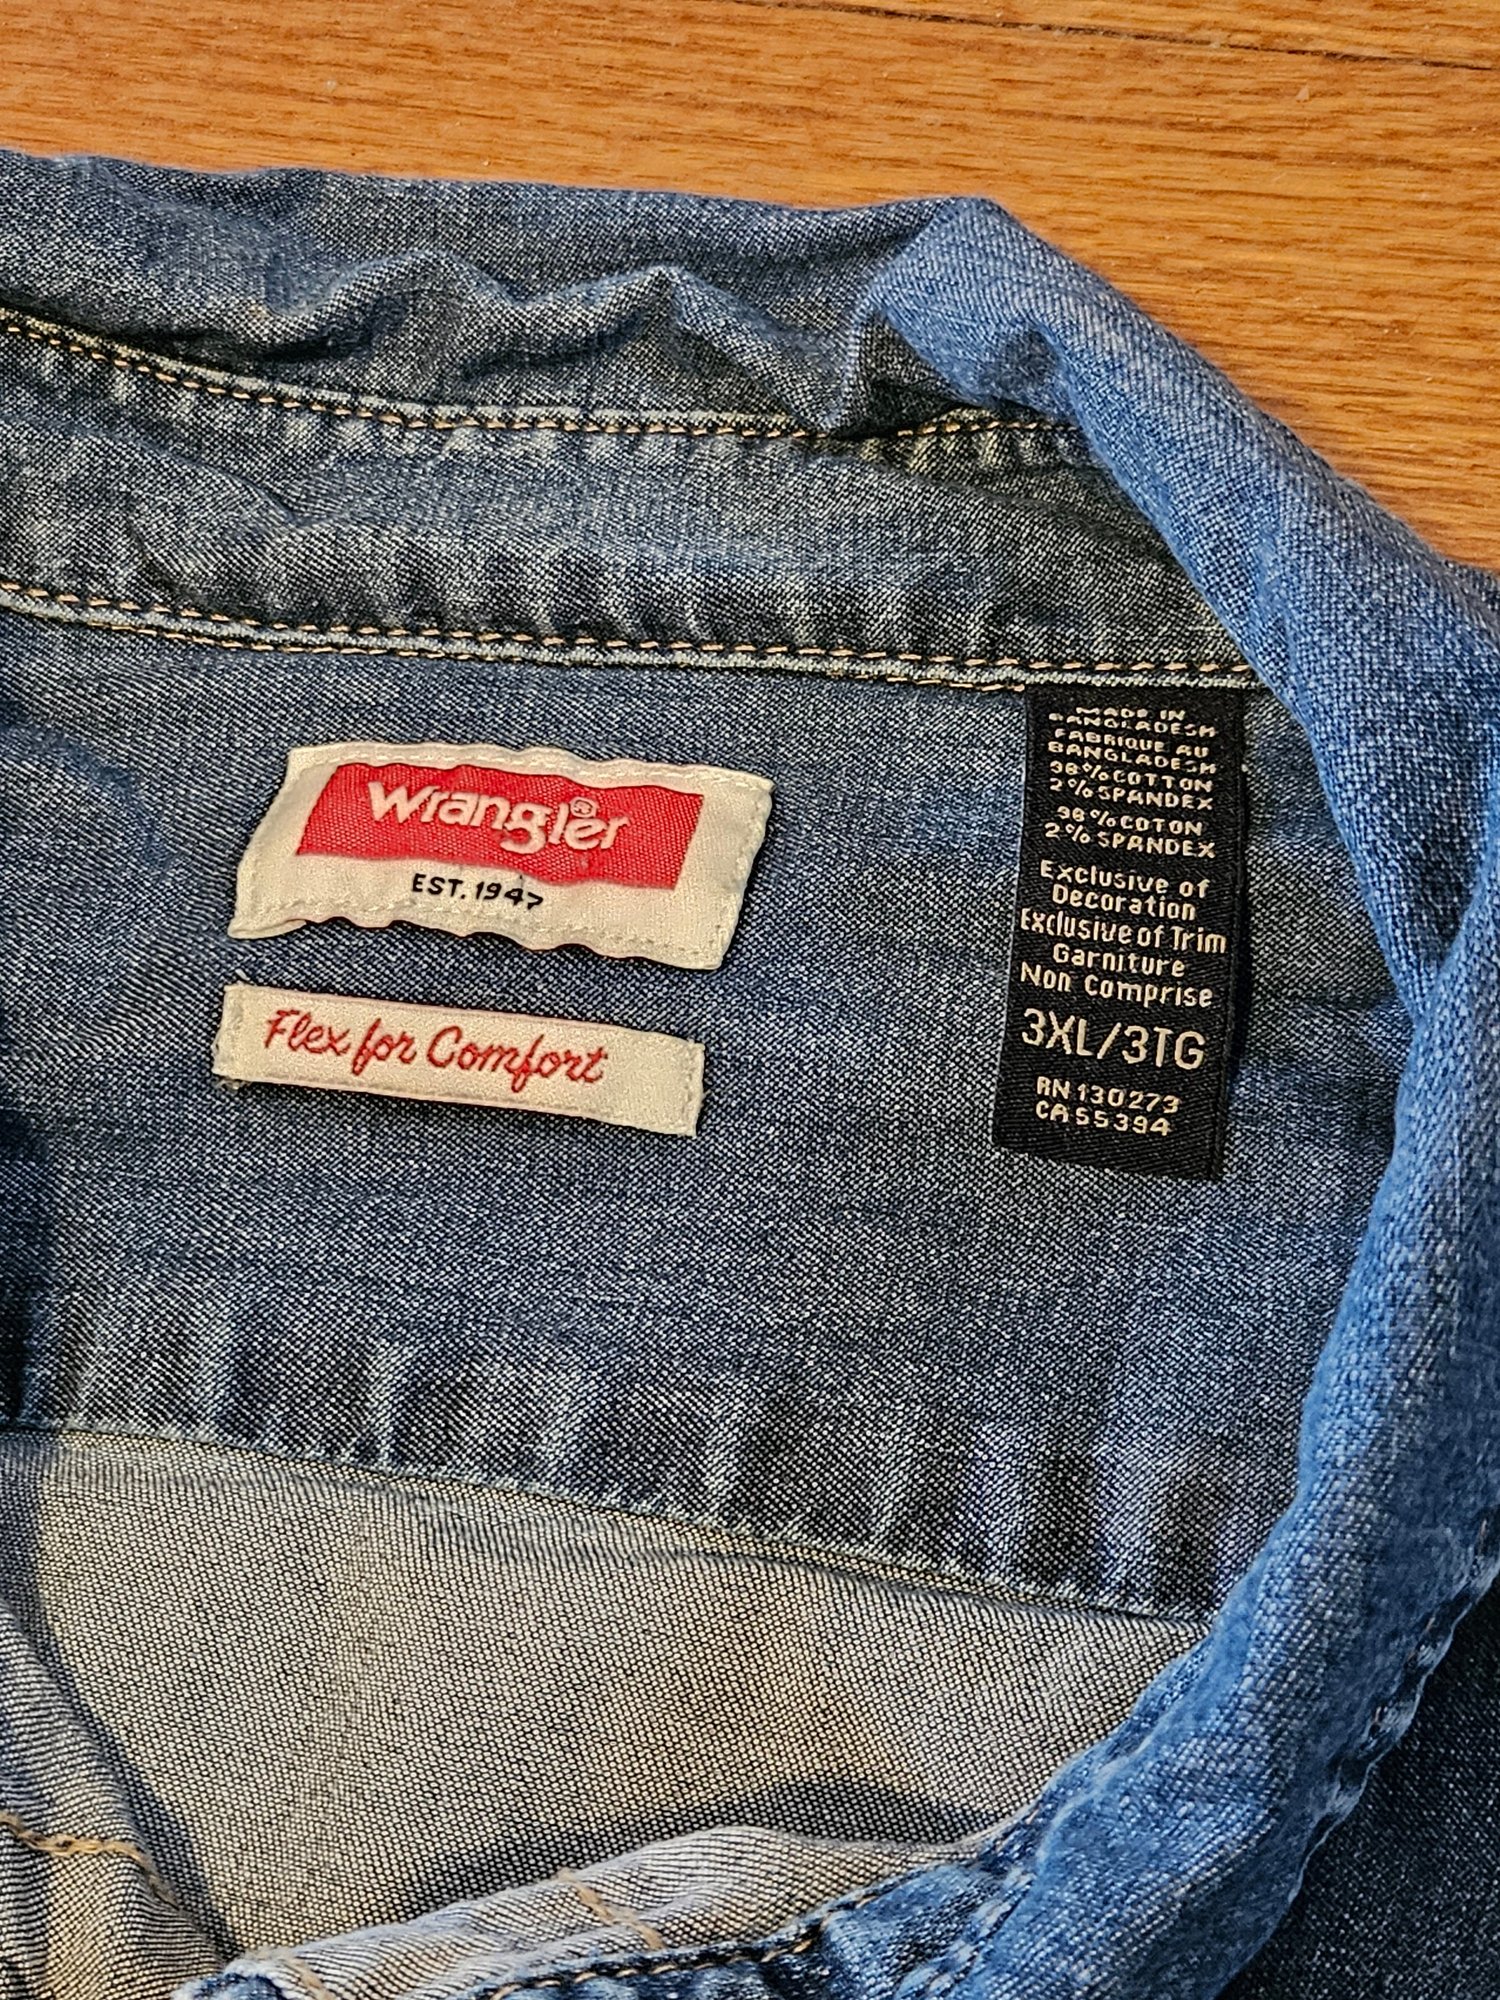 Wrangler®
EST. 1947
Flex for Comfort
MADE IN
BANGLADESH
FABRIQUE AU
BANGLADESH
98% COTTON
2% SPANDEX
98% COTON
2% SPANDEX
Exclusive of
Decoration
Exclusive of Trim
Garniture
Non Comprise
3XL/3TG
RN 130273
CA 55394